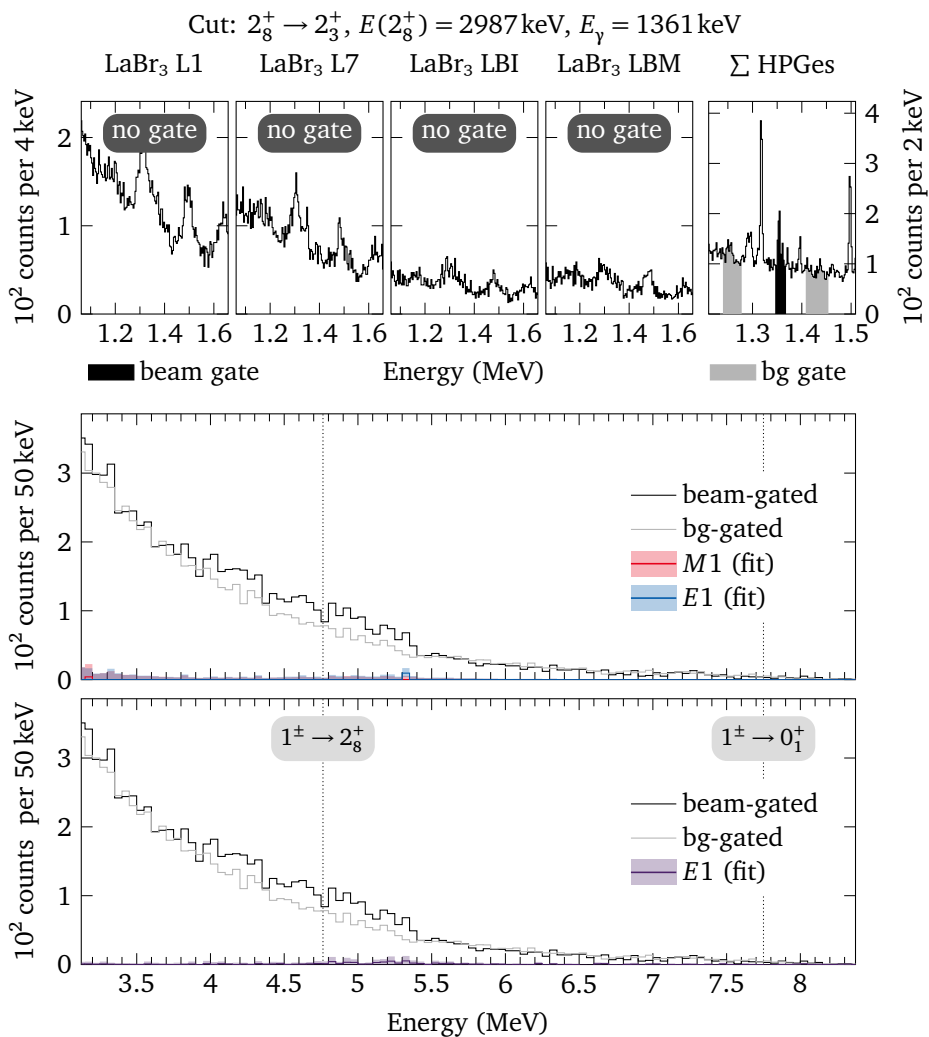 Cut: 2₈⁺ → 2₃⁺, E(2₈⁺) = 2987 keV, Eγ = 1361 keV
LaBr₃ L1 LaBr₃ L7 LaBr₃ LBI LaBr₃ LBM ∑ HPGes
no gate no gate no gate no gate
10² counts per 4 keV
2
1
0
4
3
2
1
0
10² counts per 2 keV
1.2 1.4 1.6 1.2 1.4 1.6 1.2 1.4 1.6 1.2 1.4 1.6 1.3 1.4 1.5
beam gate Energy (MeV) bg gate
10² counts per 50 keV
3
2
1
0
beam-gated
bg-gated
M1 (fit)
E1 (fit)
10² counts per 50 keV
3
2
1
0
1± → 2₈⁺ 1± → 0₁⁺
beam-gated
bg-gated
E1 (fit)
3.5 4 4.5 5 5.5 6 6.5 7 7.5 8
Energy (MeV)